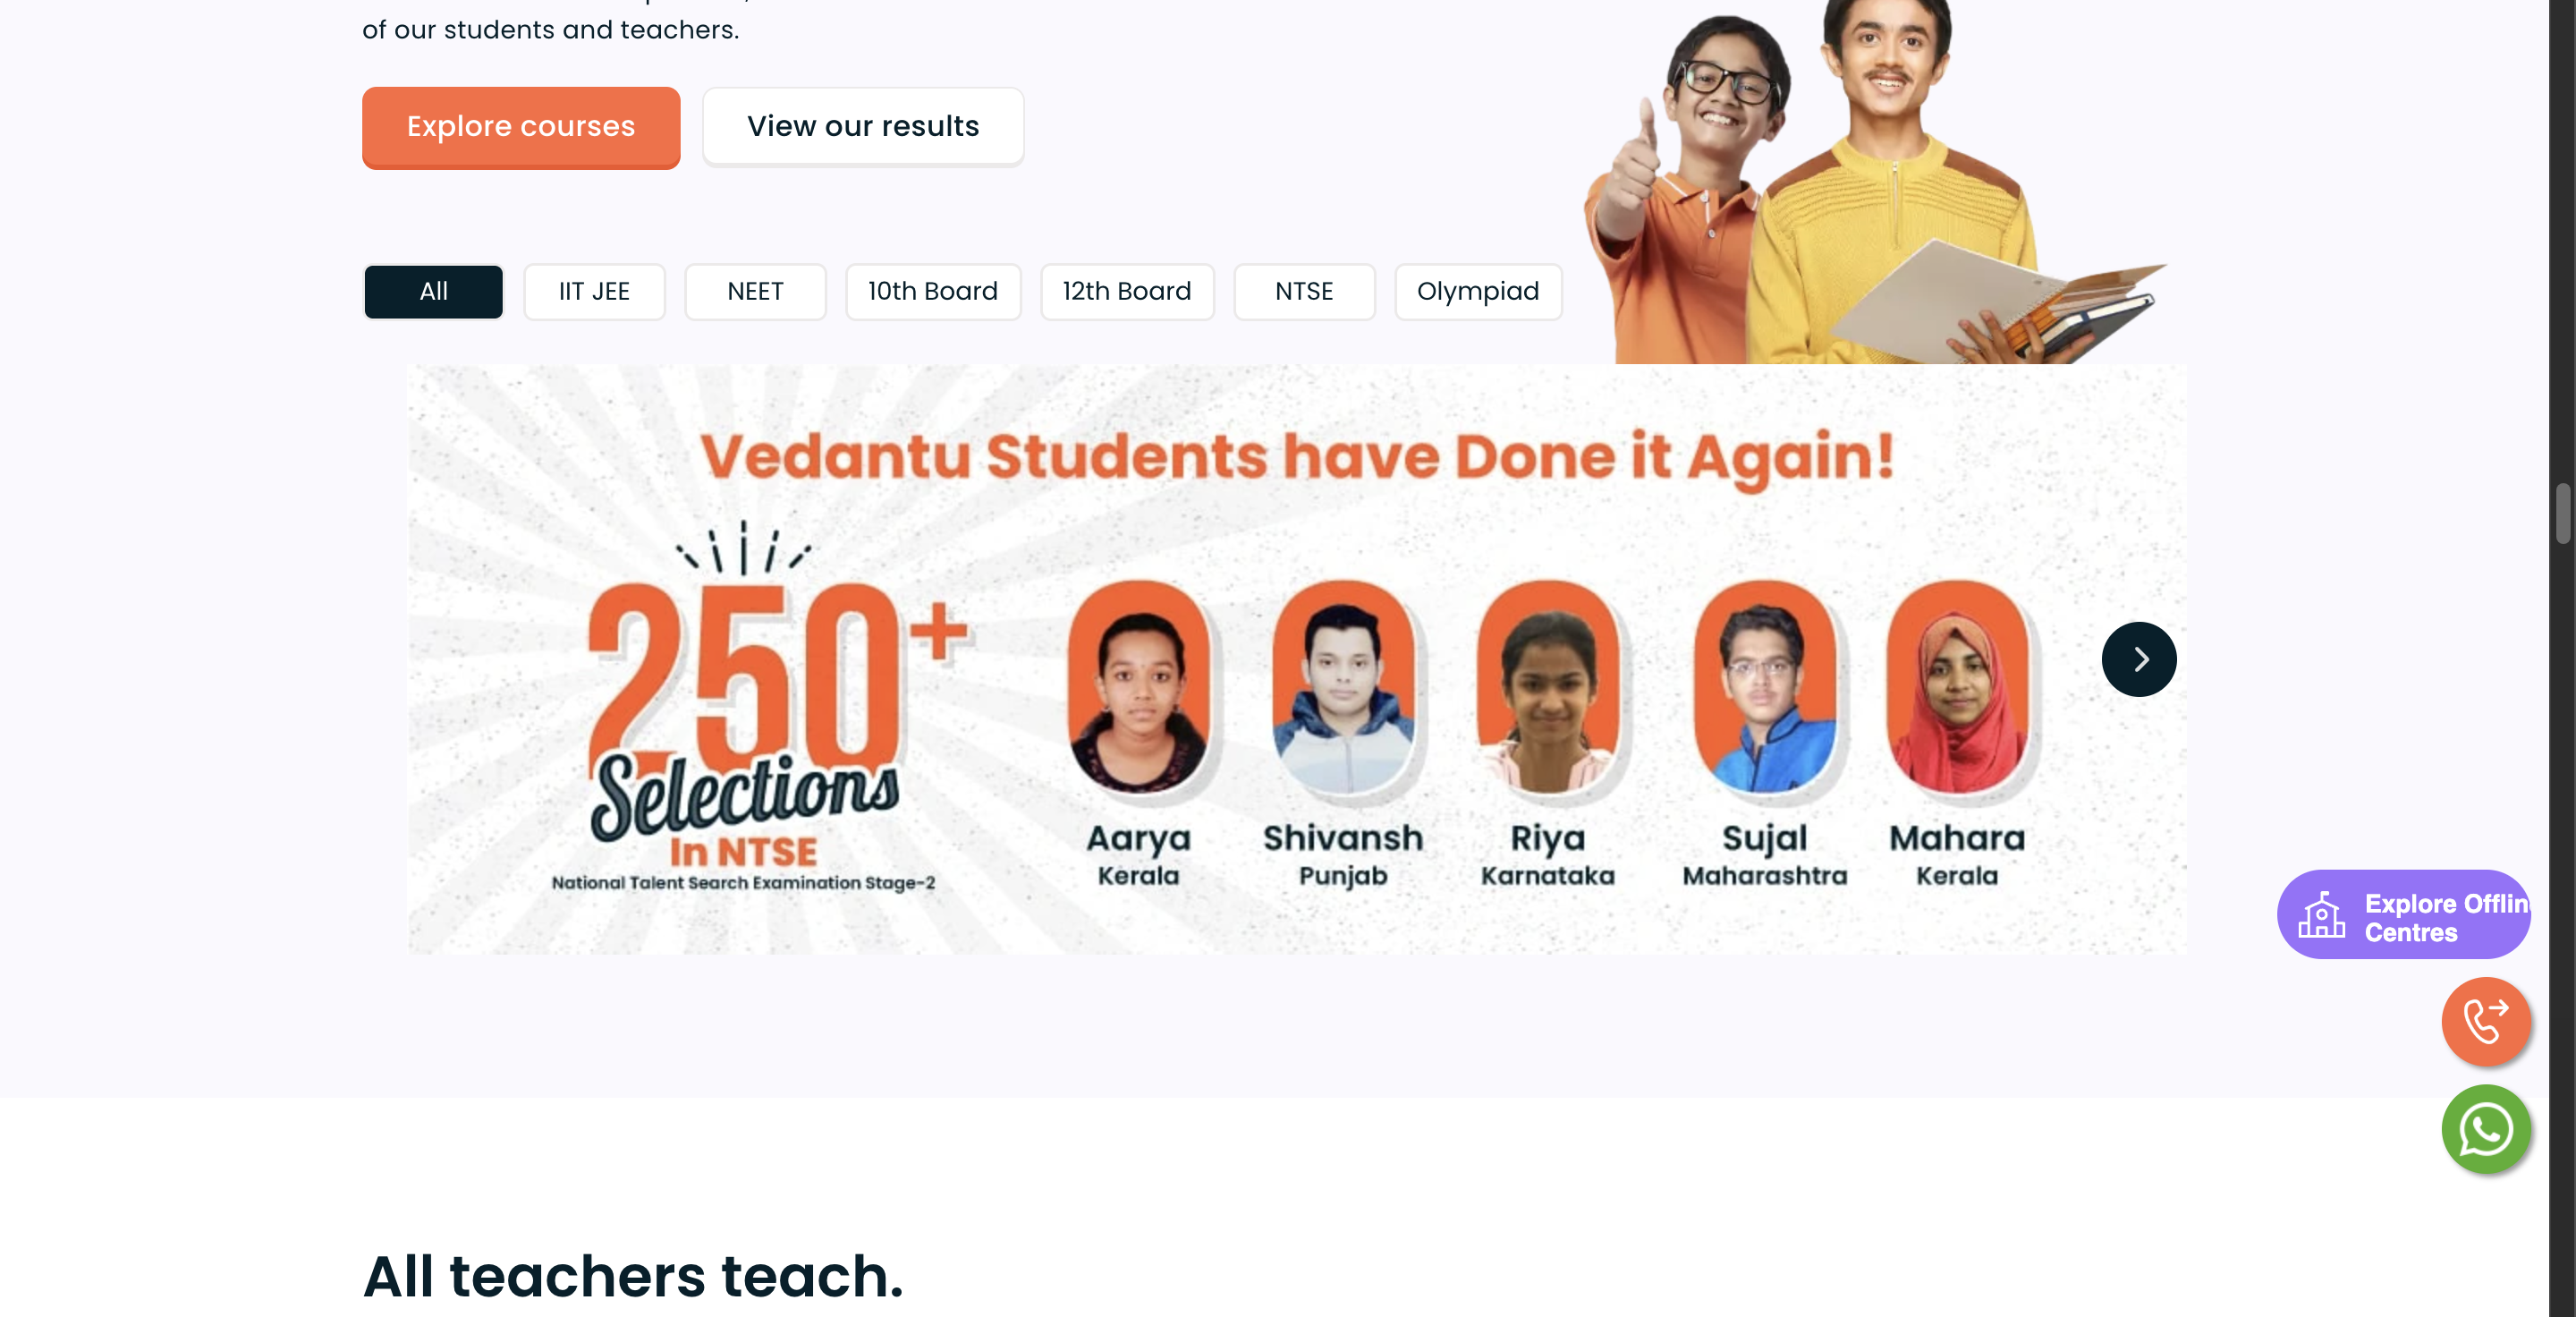 of our students and teachers.
Explore courses
View our results
All
IIT JEE
NEET
10th Board
12th Board
NTSE
Olympiad
Vedantu Students have Done it Again!
250+
Selections
In NTSE
National Talent Search Examination Stage-2
Aarya
Kerala
Shivansh
Punjab
Riya
Karnataka
Sujal
Maharashtra
Mahara
Kerala
Explore Offlin
Centres
All teachers teach.